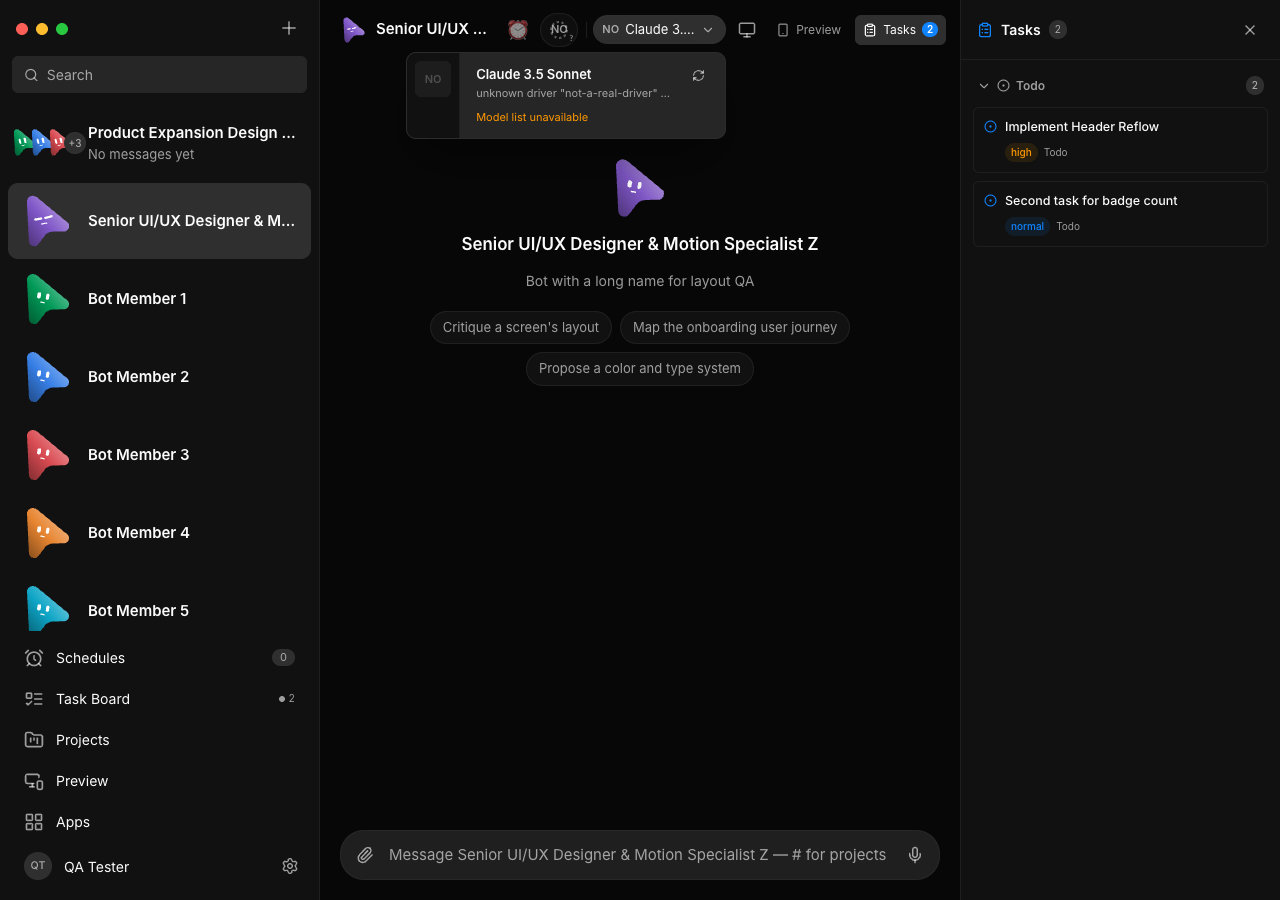 Search
Product Expansion Design ...
+3
No messages yet
Senior UI/UX Designer & M...
Bot Member 1
Bot Member 2
Bot Member 3
Bot Member 4
Bot Member 5
Schedules
0
Task Board
2
Projects
Preview
Apps
QT
QA Tester
Senior UI/UX ...
NO
?
NO
Claude 3....
Preview
Tasks
2
NO
Claude 3.5 Sonnet
unknown driver "not-a-real-driver" ...
Model list unavailable
Senior UI/UX Designer & Motion Specialist Z
Bot with a long name for layout QA
Critique a screen's layout
Map the onboarding user journey
Propose a color and type system
Message Senior UI/UX Designer & Motion Specialist Z — # for projects
Tasks
2
Todo
2
Implement Header Reflow
high
Todo
Second task for badge count
normal
Todo